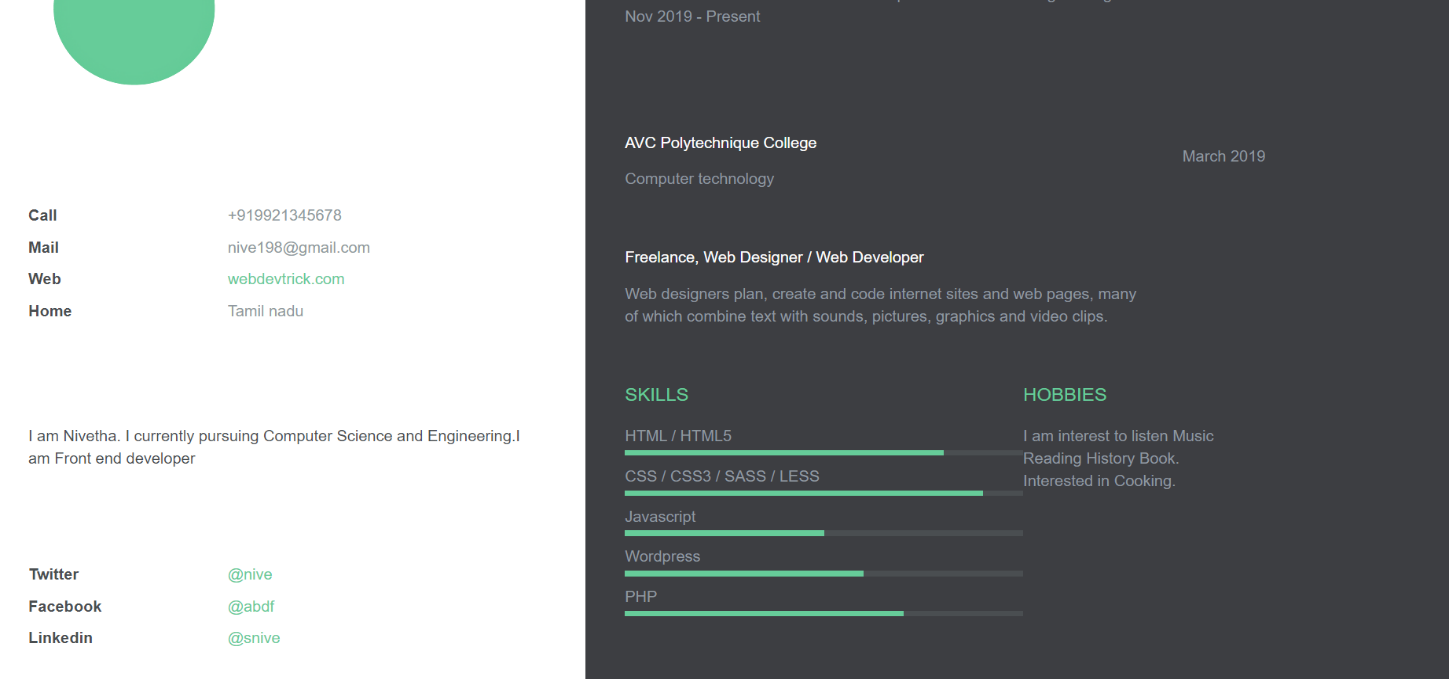 Call +919921345678
Mail nive198@gmail.com
Web webdevtrick.com
Home Tamil nadu
I am Nivetha. I currently pursuing Computer Science and Engineering.I
am Front end developer
Twitter @nive
Facebook @abdf
Linkedin @snive
Nov 2019 - Present
AVC Polytechnique College
March 2019
Computer technology
Freelance, Web Designer / Web Developer
Web designers plan, create and code internet sites and web pages, many
of which combine text with sounds, pictures, graphics and video clips.
SKILLS
HTML / HTML5
CSS / CSS3 / SASS / LESS
Javascript
Wordpress
PHP
HOBBIES
I am interest to listen Music
Reading History Book.
Interested in Cooking.